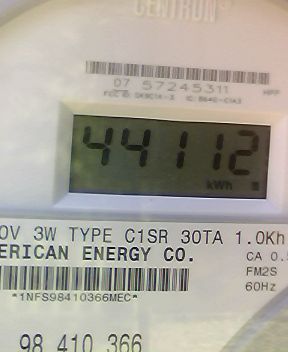 CENTRON
07 57245311
44112
kWh
0V 3W TYPE C1SR 30TA 1.0Kh
ERICAN ENERGY CO.
CA 0.5
FM2S
60Hz
*1NFS98410366MEC*
98 410 366